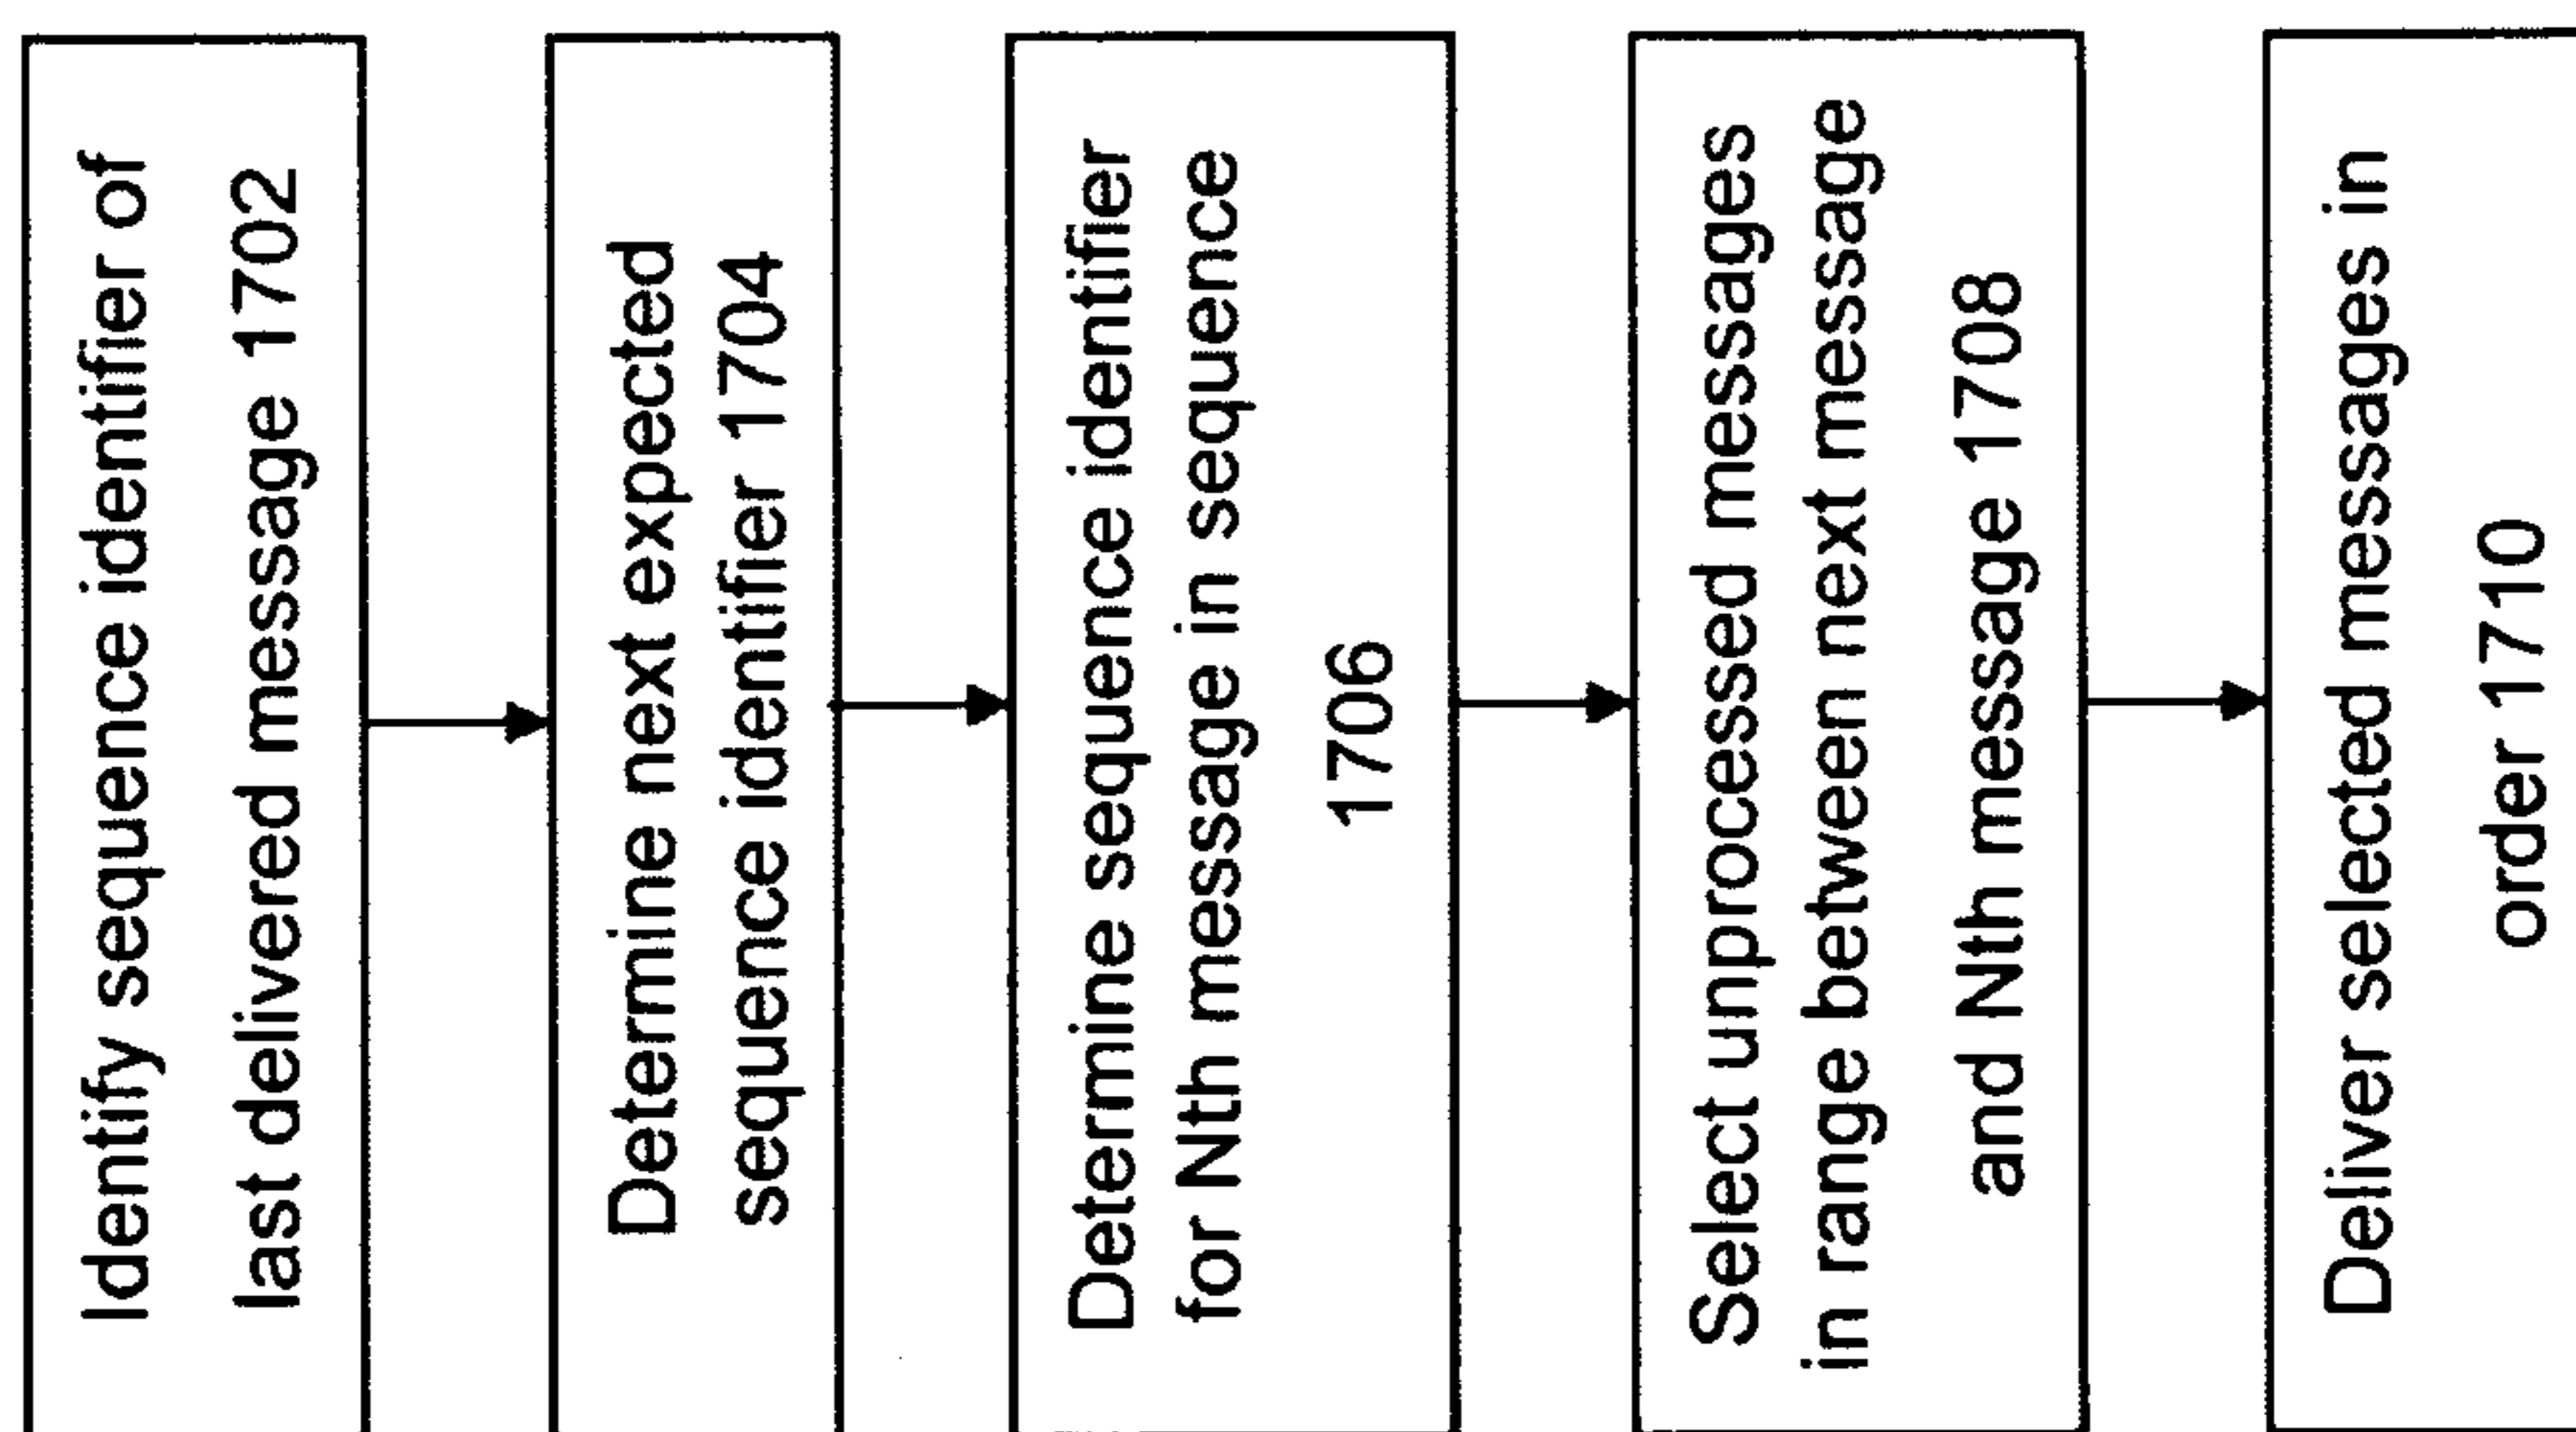 Identify sequence identifier of
last delivered message 1702
Determine next expected
sequence identifier 1704
Determine sequence identifier
for Nth message in sequence
1706
Select unprocessed messages
in range between next message
and Nth message 1708
Deliver selected messages in
order 1710